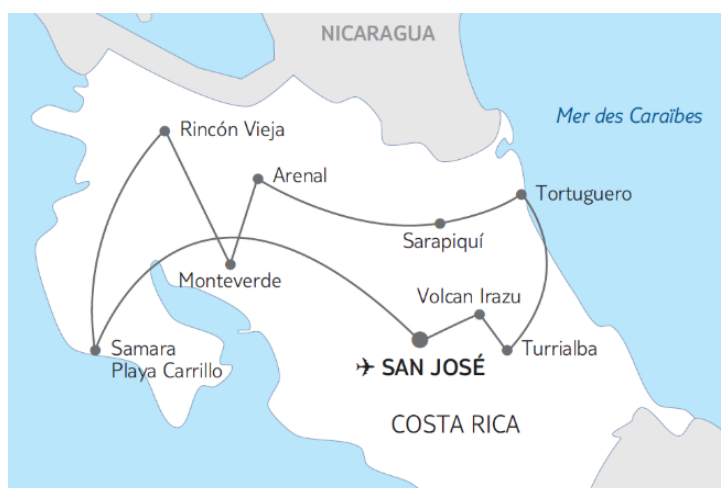 NICARAGUA
Mer des Caraïbes
Rincón Vieja
Arenal
Tortuguero
Sarapiquí
Monteverde
Volcan Irazu
Samara
Playa Carrillo
Turrialba
SAN JOSÉ
COSTA RICA